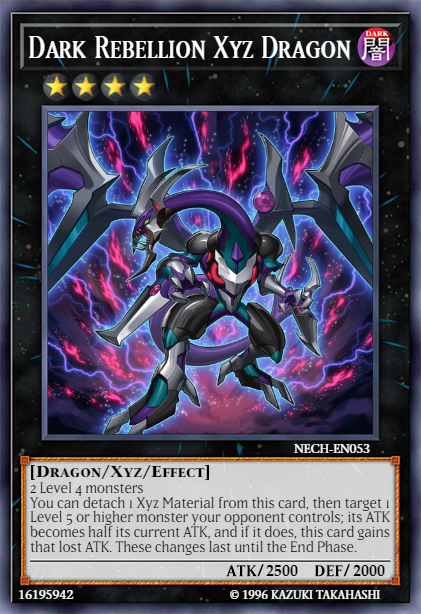 Dark Rebellion Xyz Dragon
DARK
闇
NECH-EN053
[Dragon/Xyz/Effect]
2 Level 4 monsters
You can detach 1 Xyz Material from this card, then target 1
Level 5 or higher monster your opponent controls; its ATK
becomes half its current ATK, and if it does, this card gains
that lost ATK. These changes last until the End Phase.
ATK/2500 DEF/2000
16195942 © 1996 KAZUKI TAKAHASHI